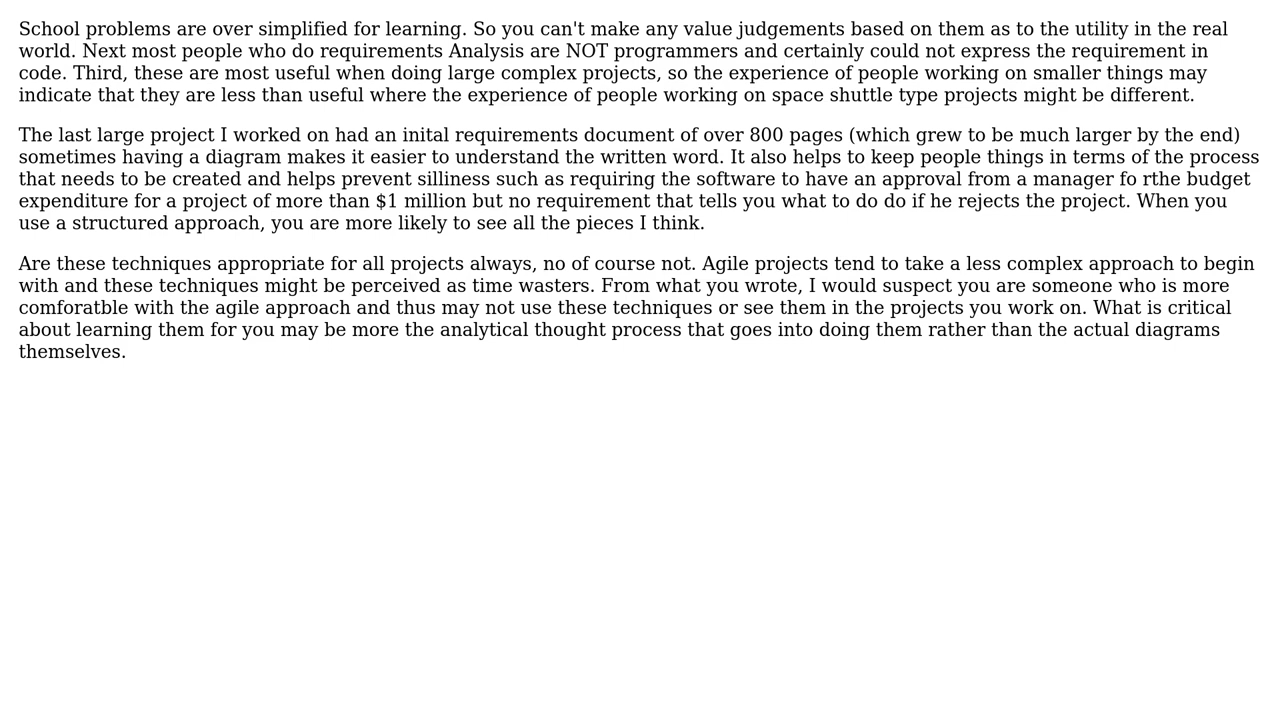 School problems are over simplified for learning. So you can't make any value judgements based on them as to the utility in the real
world. Next most people who do requirements Analysis are NOT programmers and certainly could not express the requirement in
code. Third, these are most useful when doing large complex projects, so the experience of people working on smaller things may
indicate that they are less than useful where the experience of people working on space shuttle type projects might be different.
The last large project I worked on had an inital requirements document of over 800 pages (which grew to be much larger by the end)
sometimes having a diagram makes it easier to understand the written word. It also helps to keep people things in terms of the process
that needs to be created and helps prevent silliness such as requiring the software to have an approval from a manager fo rthe budget
expenditure for a project of more than $1 million but no requirement that tells you what to do do if he rejects the project. When you
use a structured approach, you are more likely to see all the pieces I think.
Are these techniques appropriate for all projects always, no of course not. Agile projects tend to take a less complex approach to begin
with and these techniques might be perceived as time wasters. From what you wrote, I would suspect you are someone who is more
comforatble with the agile approach and thus may not use these techniques or see them in the projects you work on. What is critical
about learning them for you may be more the analytical thought process that goes into doing them rather than the actual diagrams
themselves.